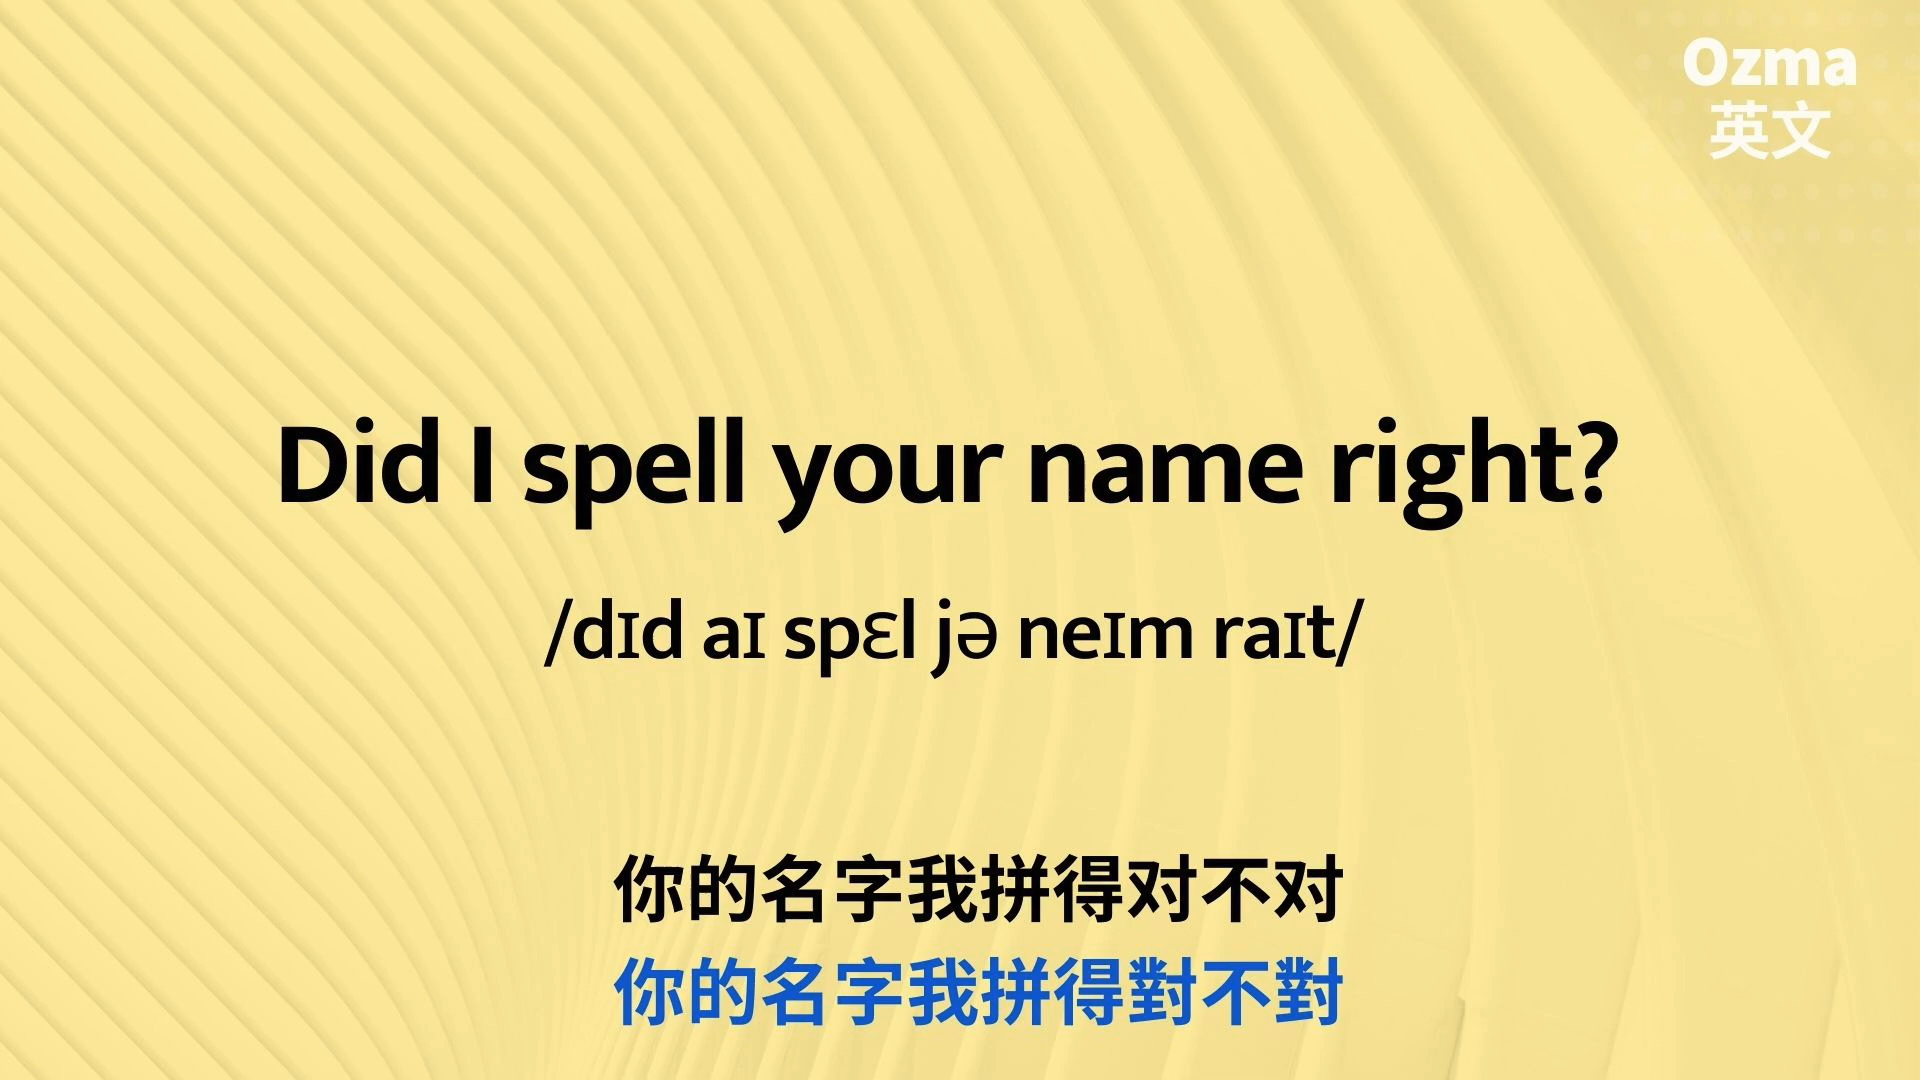 Ozma
英文
Did I spell your name right?
/dɪd aɪ spɛl jə neɪm raɪt/
你的名字我拼得对不对
你的名字我拼得對不對